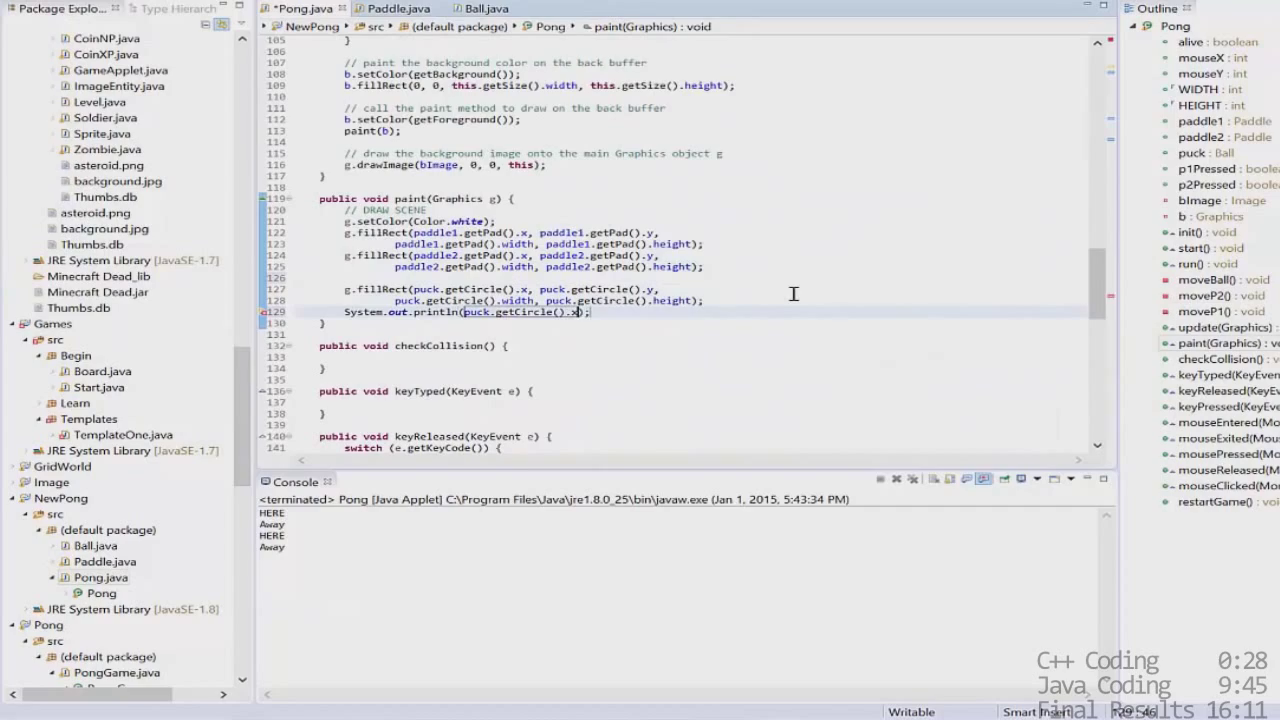 Package Explo...
Type Hierarch
CoinNP.java
CoinXP.java
GameApplet.java
ImageEntity.java
Level.java
Soldier.java
Sprite.java
Zombie.java
asteroid.png
background.jpg
Thumbs.db
asteroid.png
background.jpg
Thumbs.db
JRE System Library [JavaSE-1.7]
Minecraft Dead_lib
Minecraft Dead.jar
Thumbs.db
Games
src
Begin
Board.java
Start.java
Learn
Templates
TemplateOne.java
JRE System Library [JavaSE-1.7]
GridWorld
Image
NewPong
src
(default package)
Ball.java
Paddle.java
Pong.java
Pong
JRE System Library [JavaSE-1.8]
Pong
src
(default package)
PongGame.java
*Pong.java
Paddle.java
Ball.java
NewPong
src
(default package)
Pong
paint(Graphics) : void
105 }
106
107 // paint the background color on the back buffer
108 b.setColor(getBackground());
109 b.fillRect(0, 0, this.getSize().width, this.getSize().height);
110
111 // call the paint method to draw on the back buffer
112 b.setColor(getForeground());
113 paint(b);
114
115 // draw the background image onto the main Graphics object g
116 g.drawImage(bImage, 0, 0, this);
117 }
118
119 public void paint(Graphics g) {
120 // DRAW SCENE
121 g.setColor(Color.white);
122 g.fillRect(paddle1.getPad().x, paddle1.getPad().y,
123 paddle1.getPad().width, paddle1.getPad().height);
124 g.fillRect(paddle2.getPad().x, paddle2.getPad().y,
125 paddle2.getPad().width, paddle2.getPad().height);
126
127 g.fillRect(puck.getCircle().x, puck.getCircle().y,
128 puck.getCircle().width, puck.getCircle().height);
129 System.out.println(puck.getCircle().x);
130 }
131
132 public void checkCollision() {
133
134 }
135
136 public void keyTyped(KeyEvent e) {
137
138 }
139
140 public void keyReleased(KeyEvent e) {
141 switch (e.getKeyCode()) {
Console
<terminated> Pong [Java Applet] C:\Program Files\Java\jre1.8.0_25\bin\javaw.exe (Jan 1, 2015, 5:43:34 PM)
HERE
Away
HERE
Away
Outline
Pong
alive : boolean
mouseX : int
mouseY : int
WIDTH : int
HEIGHT : int
paddle1 : Paddle
paddle2 : Paddle
puck : Ball
p1Pressed : boolea
p2Pressed : boolea
bImage : Image
b : Graphics
init() : void
start() : void
run() : void
moveBall() : void
moveP2() : void
moveP1() : void
update(Graphics) :
paint(Graphics) : vo
checkCollision() : vo
keyTyped(KeyEvent
keyReleased(KeyEve
keyPressed(KeyEve
mouseEntered(Mo
mouseExited(Mous
mousePressed(Mo
mouseReleased(Mo
mouseClicked(Mou
restartGame() : voi
C++ Coding 0:28
Java Coding 9:45
Final Results 16:11
Writable
Smart Insert